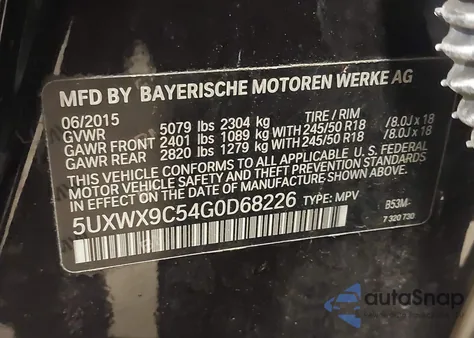 MFD BY BAYERISCHE MOTOREN WERKE AG
06/2015 TIRE / RIM
GVWR 5079 lbs 2304 kg
GAWR FRONT 2401 lbs 1089 kg WITH 245/50 R18 /8.0J x 18
GAWR REAR 2820 lbs 1279 kg WITH 245/50 R18 /8.0J x 18
THIS VEHICLE CONFORMS TO ALL APPLICABLE U.S. FEDERAL
MOTOR VEHICLE SAFETY AND THEFT PREVENTION STANDARDS
IN EFFECT ON THE DATE OF MANUFACTURE SHOWN ABOVE.
5UXWX9C54G0D68226 TYPE: MPV B53M-
7 320 730
autoSnap